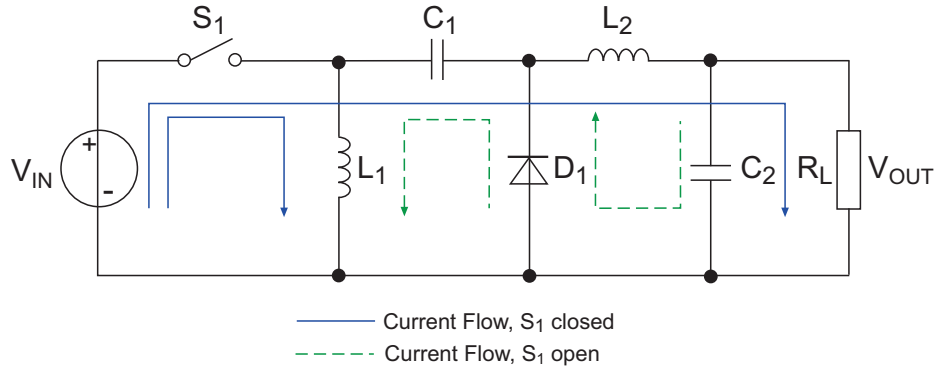 S1
C1
L2
VIN
+
-
L1
D1
C2
RL
VOUT
Current Flow, S1 closed
Current Flow, S1 open